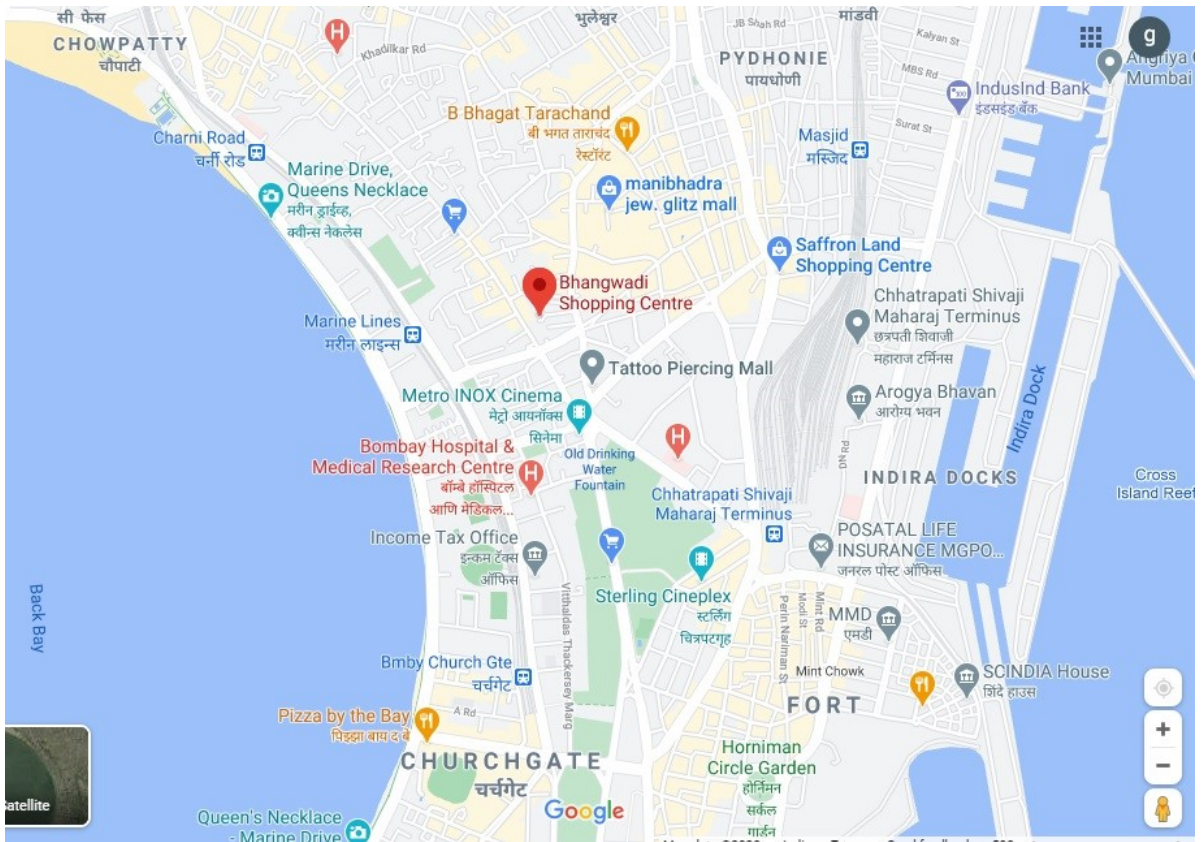 सी फेस
CHOWPATTY
चौपाटी
Khadilkar Rd
भुलेश्वर
JB Shah Rd
मांडवी
Kalyan St
g
PYDHONIE
पायधोणी
MBS Rd
Angriya
Mumbai
IndusInd Bank
इंडसइंड बँक
Surat St
B Bhagat Tarachand
बी भगत ताराचंद
रेस्टॉरंट
Masjid
मस्जिद
Charni Road
चर्नी रोड
Marine Drive,
Queens Necklace
मरीन ड्राईव्ह,
क्वीन्स नेकलेस
manibhadra
jew. glitz mall
Saffron Land
Shopping Centre
Bhangwadi
Shopping Centre
Chhatrapati Shivaji
Maharaj Terminus
छत्रपती शिवाजी
महाराज टर्मिनस
Marine Lines
मरीन लाइन्स
Tattoo Piercing Mall
Metro INOX Cinema
मेट्रो आयनॉक्स
सिनेमा
Arogya Bhavan
आरोग्य भवन
Indira Dock
Bombay Hospital &
Medical Research Centre
बॉम्बे हॉस्पिटल
आणि मेडिकल...
Old Drinking
Water
Fountain
DN Rd
INDIRA DOCKS
Cross
Island Reef
Chhatrapati Shivaji
Maharaj Terminus
Income Tax Office
इन्कम टॅक्स
ऑफिस
POSATAL LIFE
INSURANCE MGPO...
जनरल पोस्ट ऑफिस
Back Bay
Vitthaldas Thackersey Marg
Sterling Cineplex
स्टर्लिंग
चित्रपटगृह
Perin Nariman St
Modi St
Mint Rd
MMD
एमडी
Bmby Church Gte
चर्चगेट
Mint Chowk
SCINDIA House
शिंदे हाउस
FORT
Pizza by the Bay
पिझ्झा बाय द बे
A Rd
CHURCHGATE
चर्चगेट
Horniman
Circle Garden
हॉर्निमन
सर्कल
गार्डन
Satellite
Google
Queen's Necklace
- Marine Drive